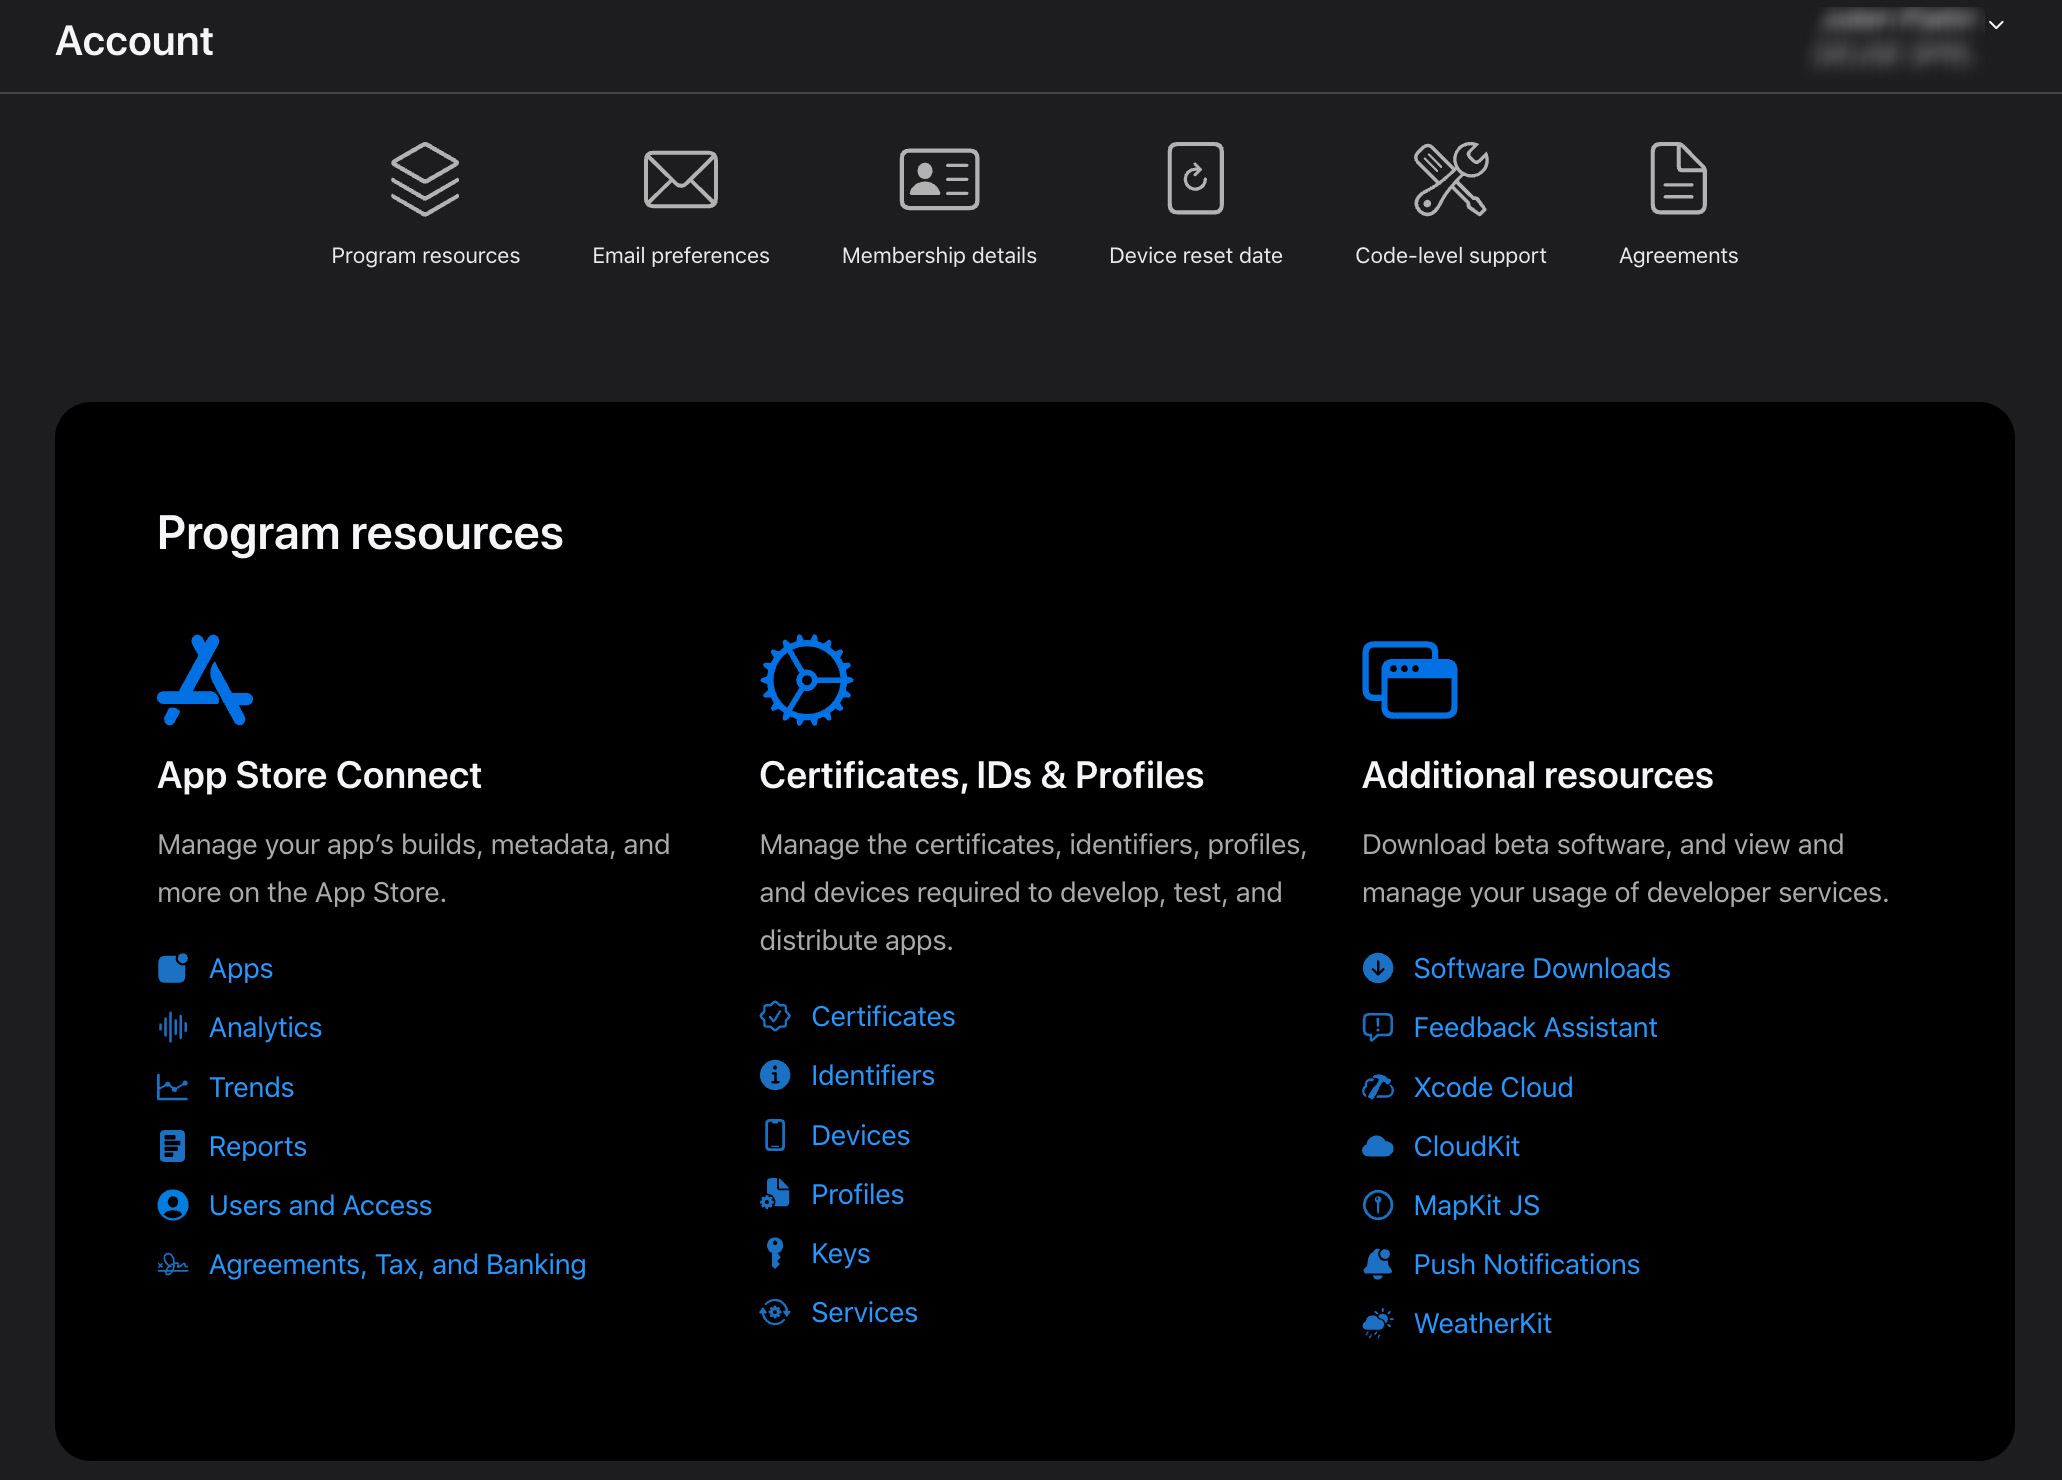 Account
Program resources
Email preferences
Membership details
Device reset date
Code-level support
Agreements
Program resources
App Store Connect
Manage your app’s builds, metadata, and
more on the App Store.
Apps
Analytics
Trends
Reports
Users and Access
Agreements, Tax, and Banking
Certificates, IDs & Profiles
Manage the certificates, identifiers, profiles,
and devices required to develop, test, and
distribute apps.
Certificates
Identifiers
Devices
Profiles
Keys
Services
Additional resources
Download beta software, and view and
manage your usage of developer services.
Software Downloads
Feedback Assistant
Xcode Cloud
CloudKit
MapKit JS
Push Notifications
WeatherKit